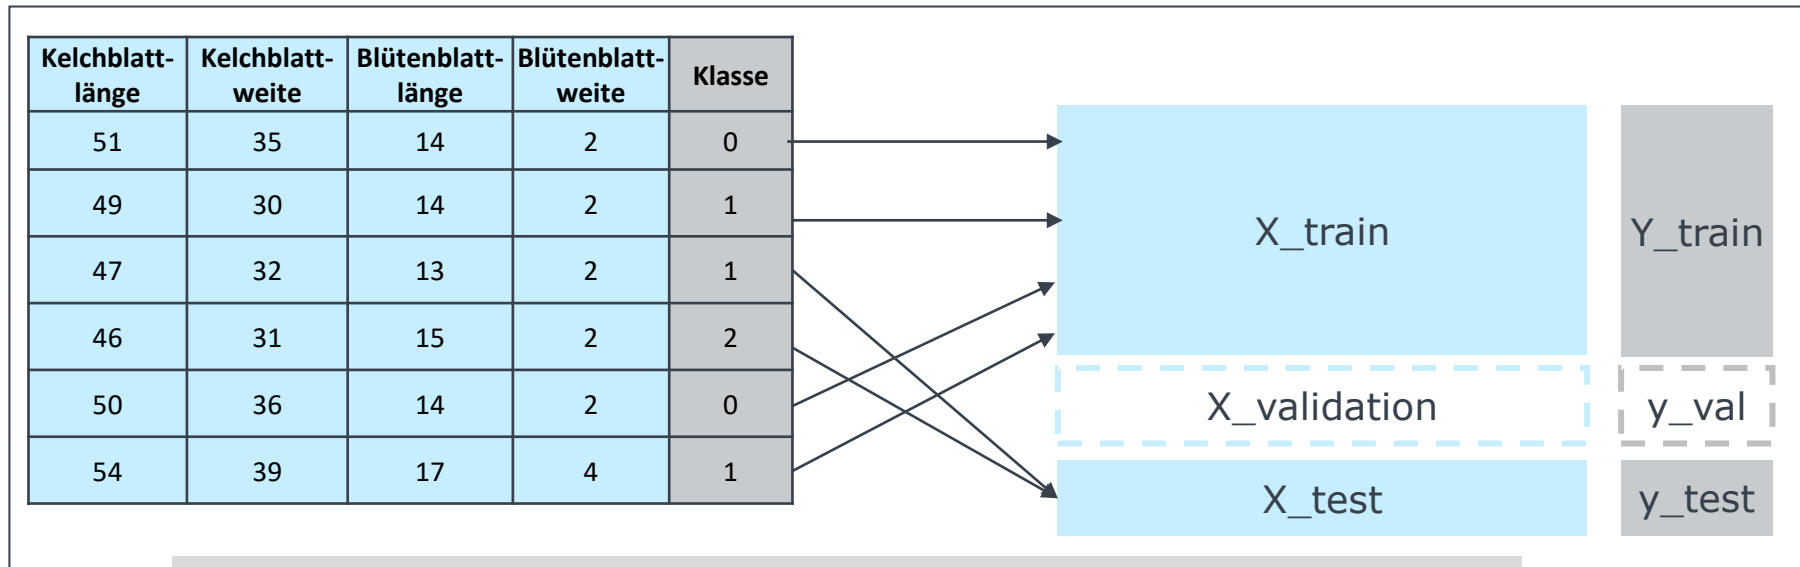 Kelchblatt-
länge
Kelchblatt-
weite
Blütenblatt-
länge
Blütenblatt-
weite
Klasse
51 35 14 2 0
49 30 14 2 1
47 32 13 2 1
46 31 15 2 2
50 36 14 2 0
54 39 17 4 1
X_train
Y_train
X_validation
y_val
X_test
y_test